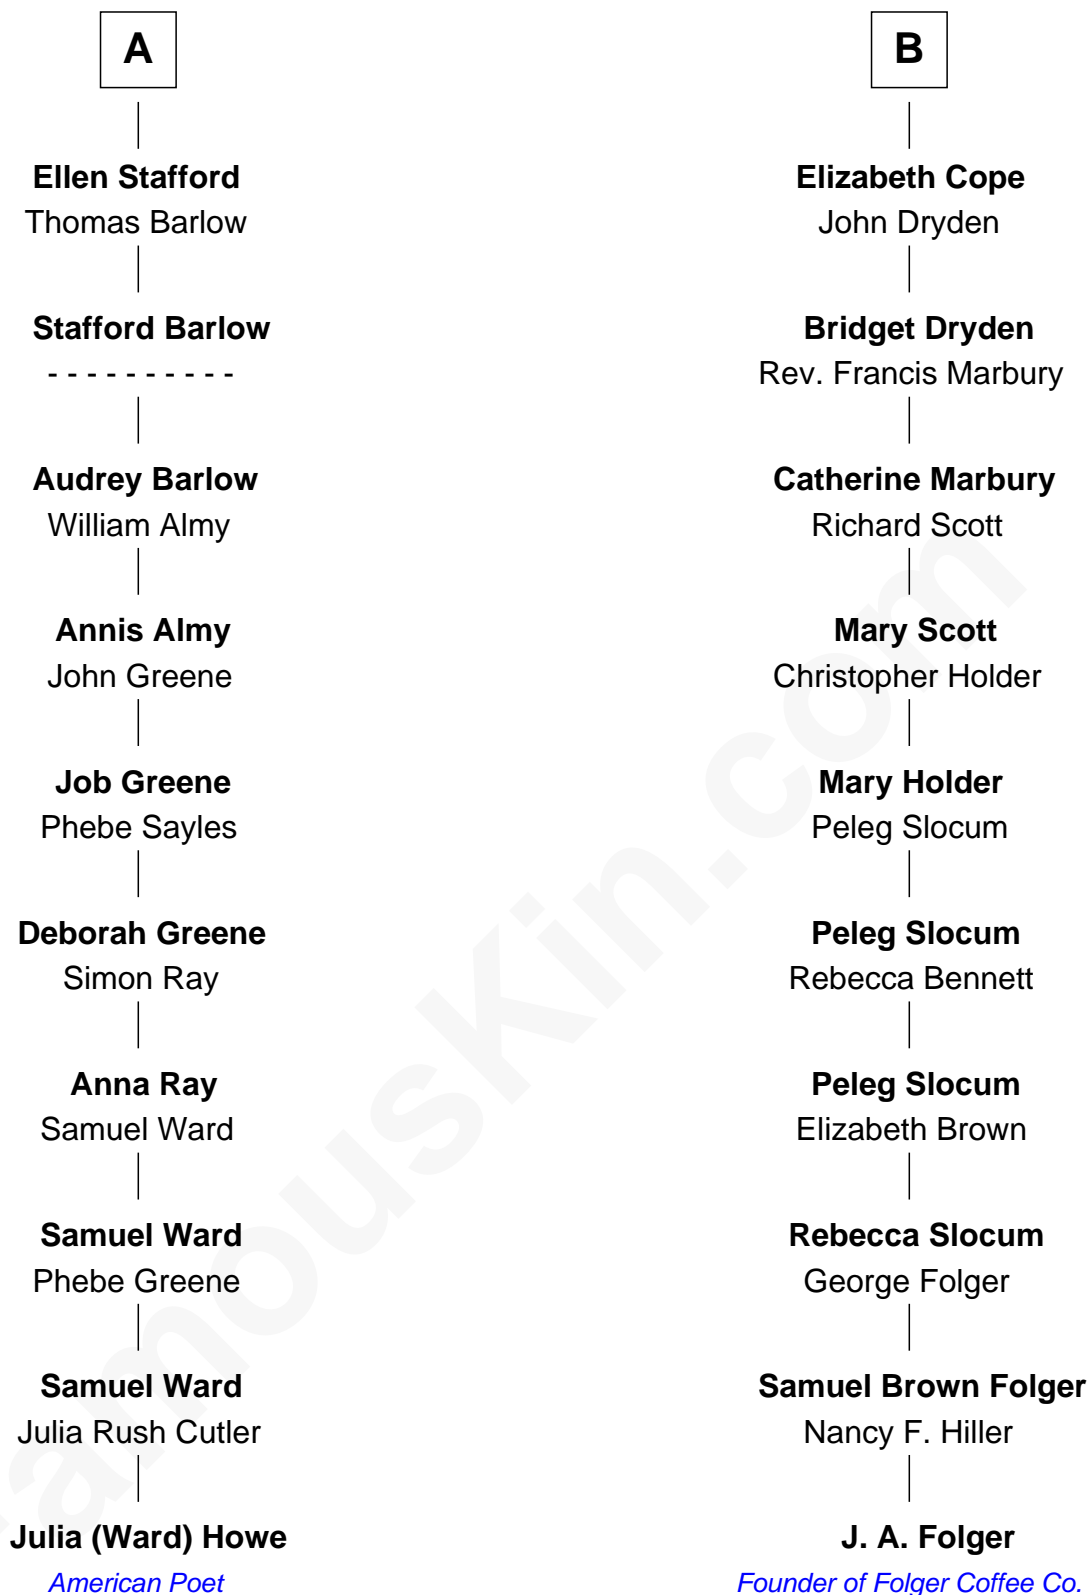 A
Ellen Stafford
Thomas Barlow
Stafford Barlow
- - - - - - - - - -
Audrey Barlow
William Almy
Annis Almy
John Greene
Job Greene
Phebe Sayles
Deborah Greene
Simon Ray
Anna Ray
Samuel Ward
Samuel Ward
Phebe Greene
Samuel Ward
Julia Rush Cutler
Julia (Ward) Howe
American Poet
B
Elizabeth Cope
John Dryden
Bridget Dryden
Rev. Francis Marbury
Catherine Marbury
Richard Scott
Mary Scott
Christopher Holder
Mary Holder
Peleg Slocum
Peleg Slocum
Rebecca Bennett
Peleg Slocum
Elizabeth Brown
Rebecca Slocum
George Folger
Samuel Brown Folger
Nancy F. Hiller
J. A. Folger
Founder of Folger Coffee Co.
famousKin.com